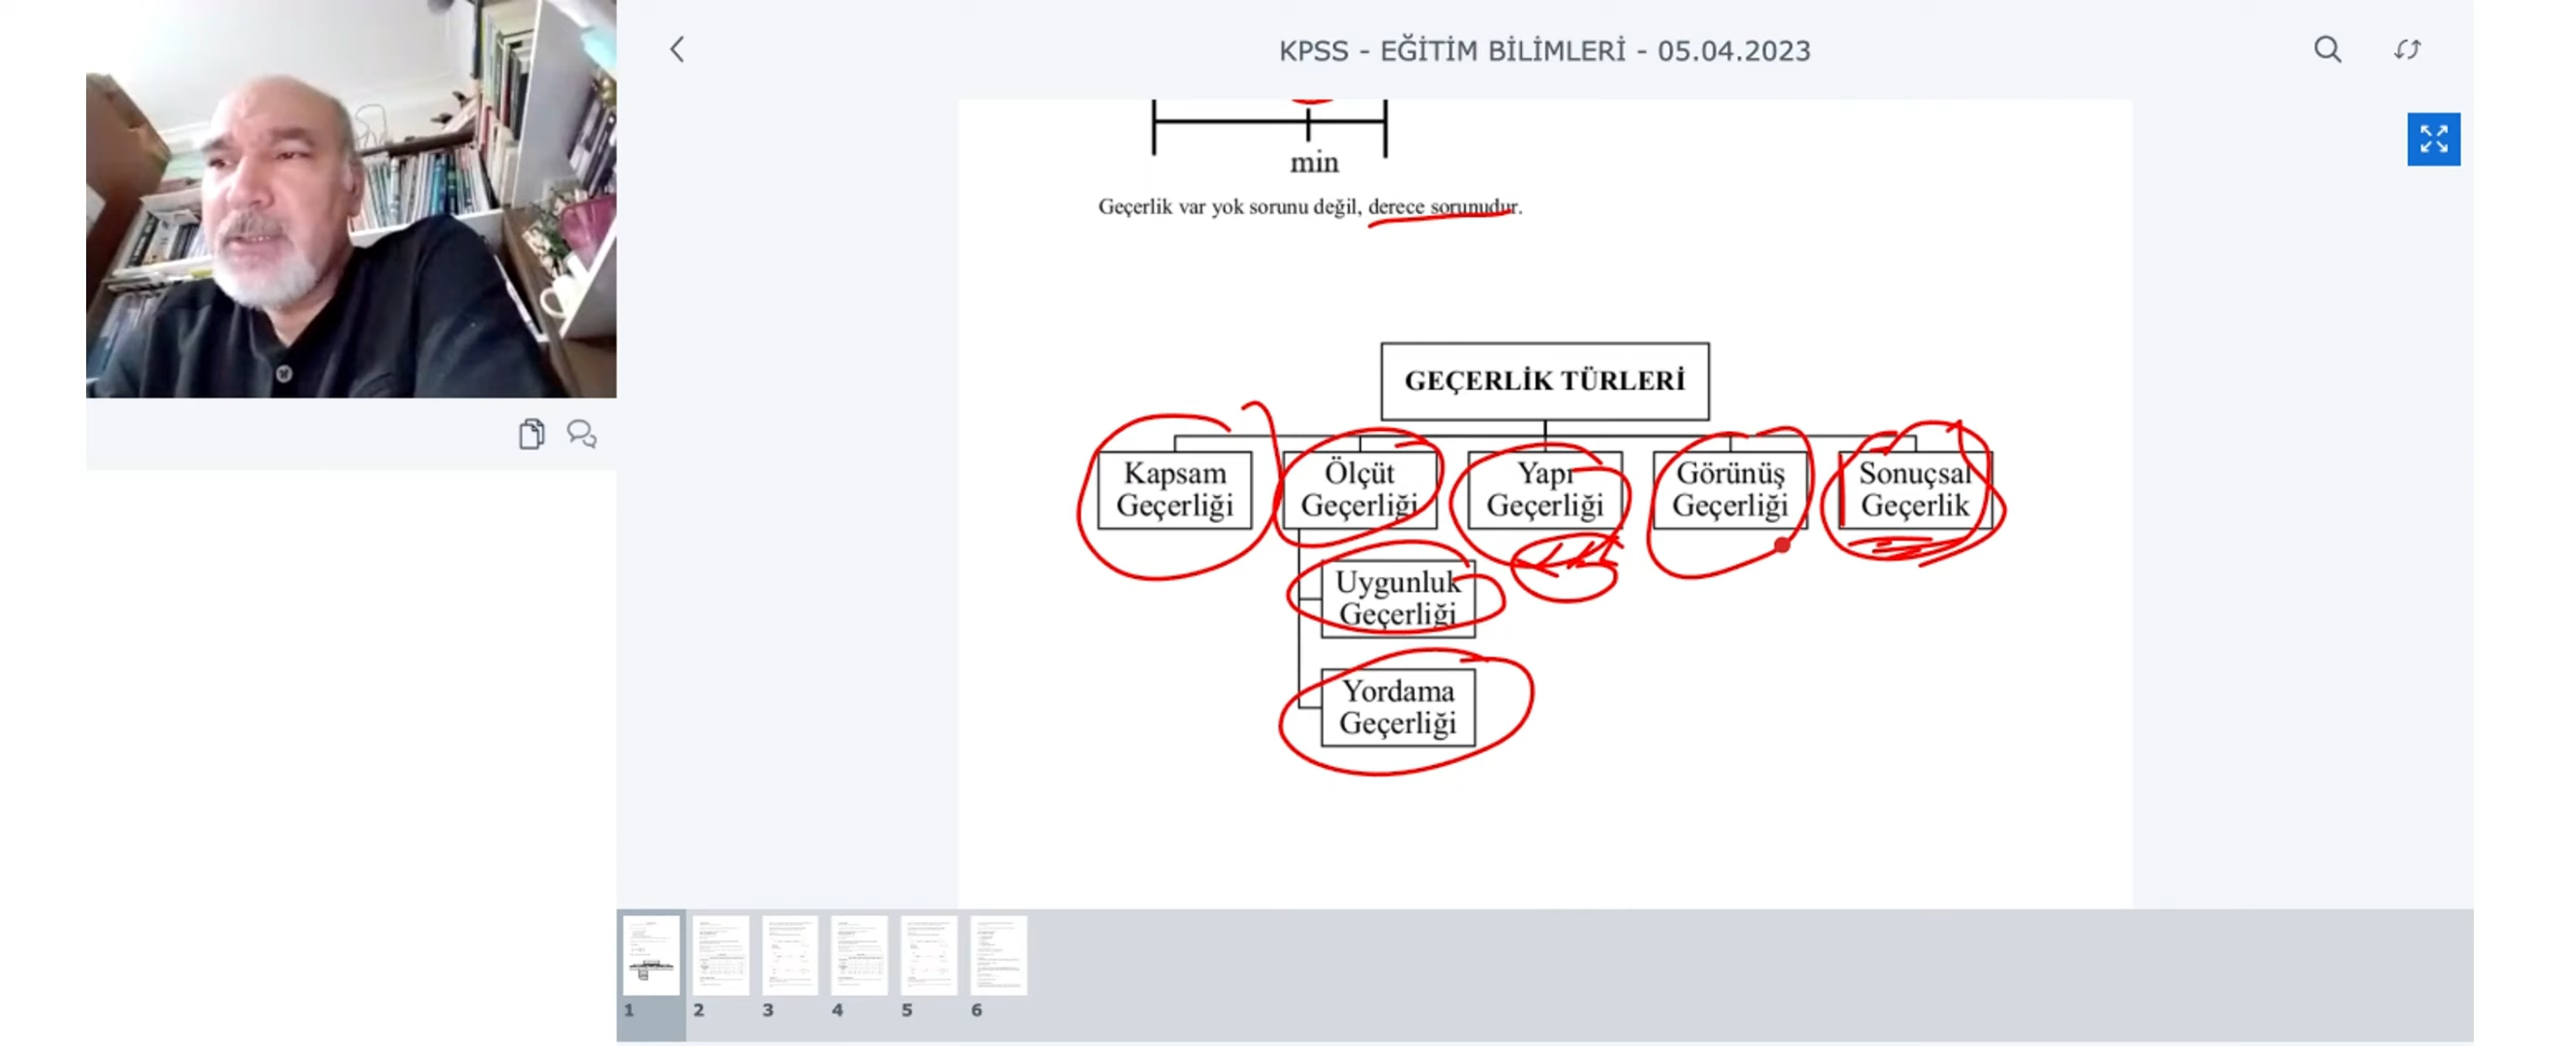 KPSS - EĞİTİM BİLİMLERİ - 05.04.2023
min
Geçerlik var yok sorunu değil, derece sorunudur.
GEÇERLİK TÜRLERİ
Kapsam
Geçerliği
Ölçüt
Geçerliği
Yapı
Geçerliği
Görünüş
Geçerliği
Sonuçsal
Geçerlik
Uygunluk
Geçerliği
Yordama
Geçerliği
1
2
3
4
5
6